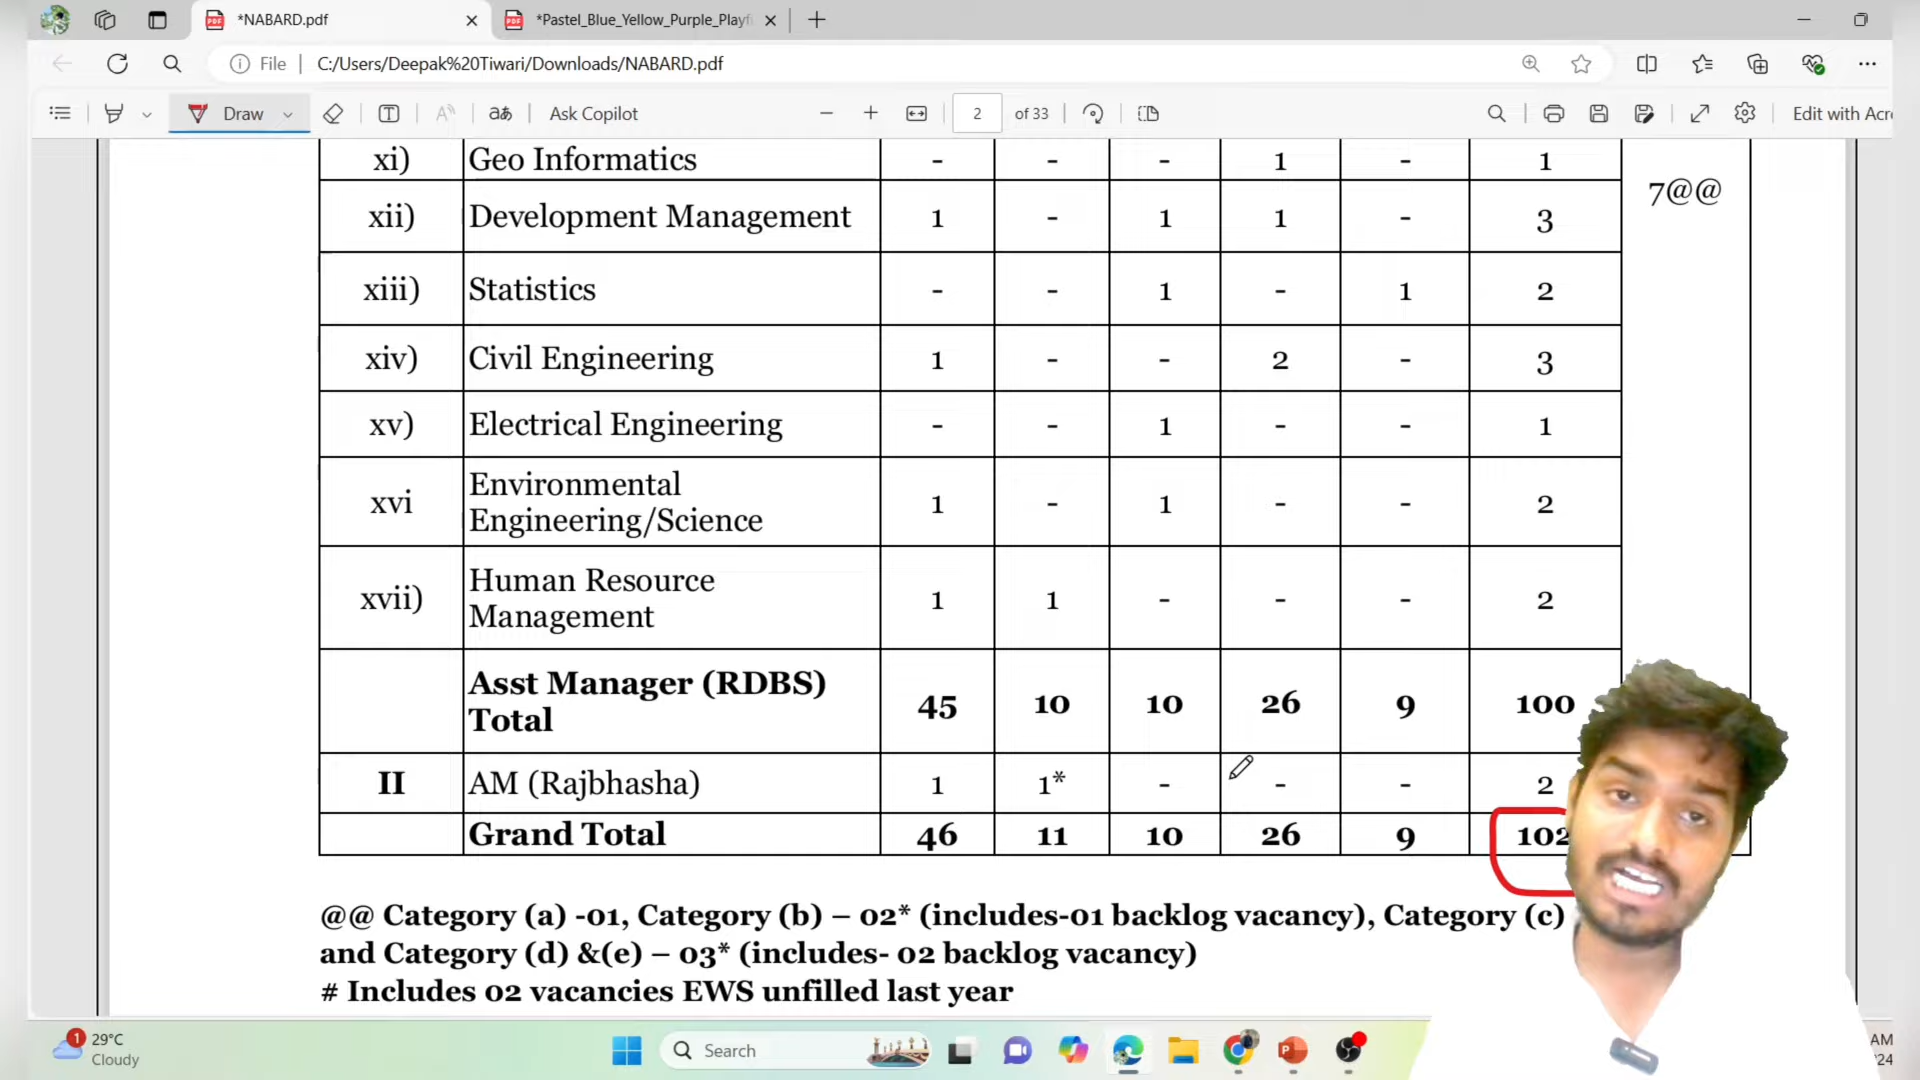 *NABARD.pdf
*Pastel_Blue_Yellow_Purple_Playf
File
C:/Users/Deepak%20Tiwari/Downloads/NABARD.pdf
Draw
Ask Copilot
2 of 33
Edit with Acr
xi) Geo Informatics - - - 1 - 1
7@@
xii) Development Management 1 - 1 1 - 3
xiii) Statistics - - 1 - 1 2
xiv) Civil Engineering 1 - - 2 - 3
xv) Electrical Engineering - - 1 - - 1
Environmental
xvi Engineering/Science 1 - 1 - - 2
Human Resource
xvii) Management 1 1 - - - 2
Asst Manager (RDBS)
Total 45 10 10 26 9 100
II AM (Rajbhasha) 1 1* - - - 2
Grand Total 46 11 10 26 9 102
@@ Category (a) -01, Category (b) – 02* (includes-01 backlog vacancy), Category (c)
and Category (d) &(e) – 03* (includes- 02 backlog vacancy)
# Includes 02 vacancies EWS unfilled last year
1
29°C
Cloudy
Search
AM
24